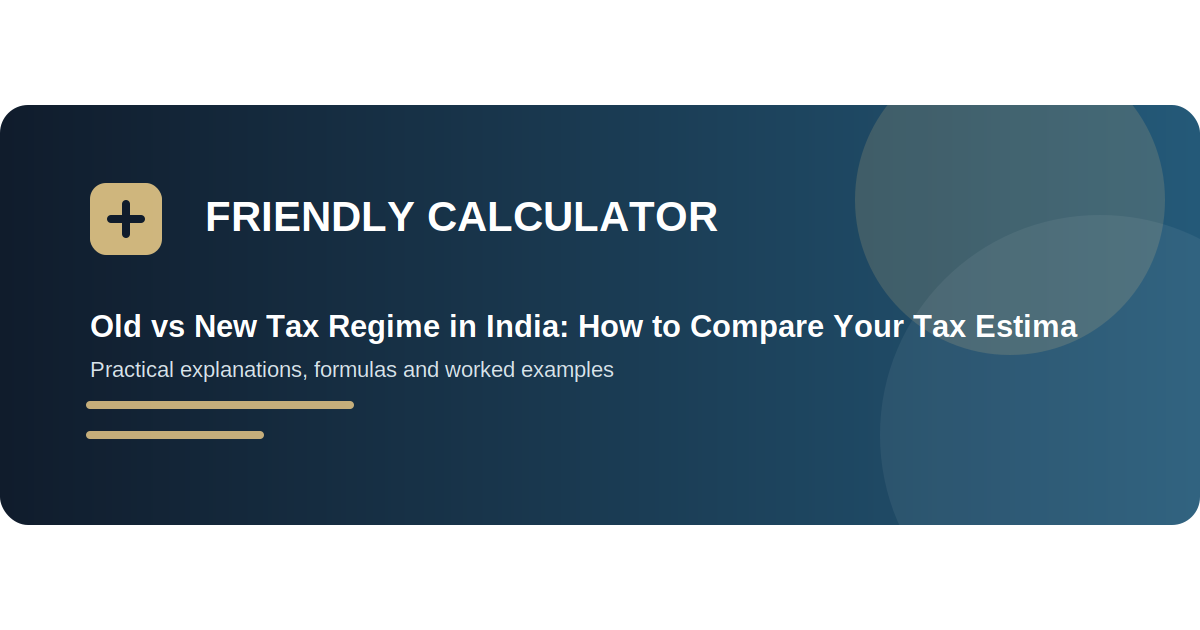 FRIENDLY CALCULATOR
Old vs New Tax Regime in India: How to Compare Your Tax Estima
Practical explanations, formulas and worked examples